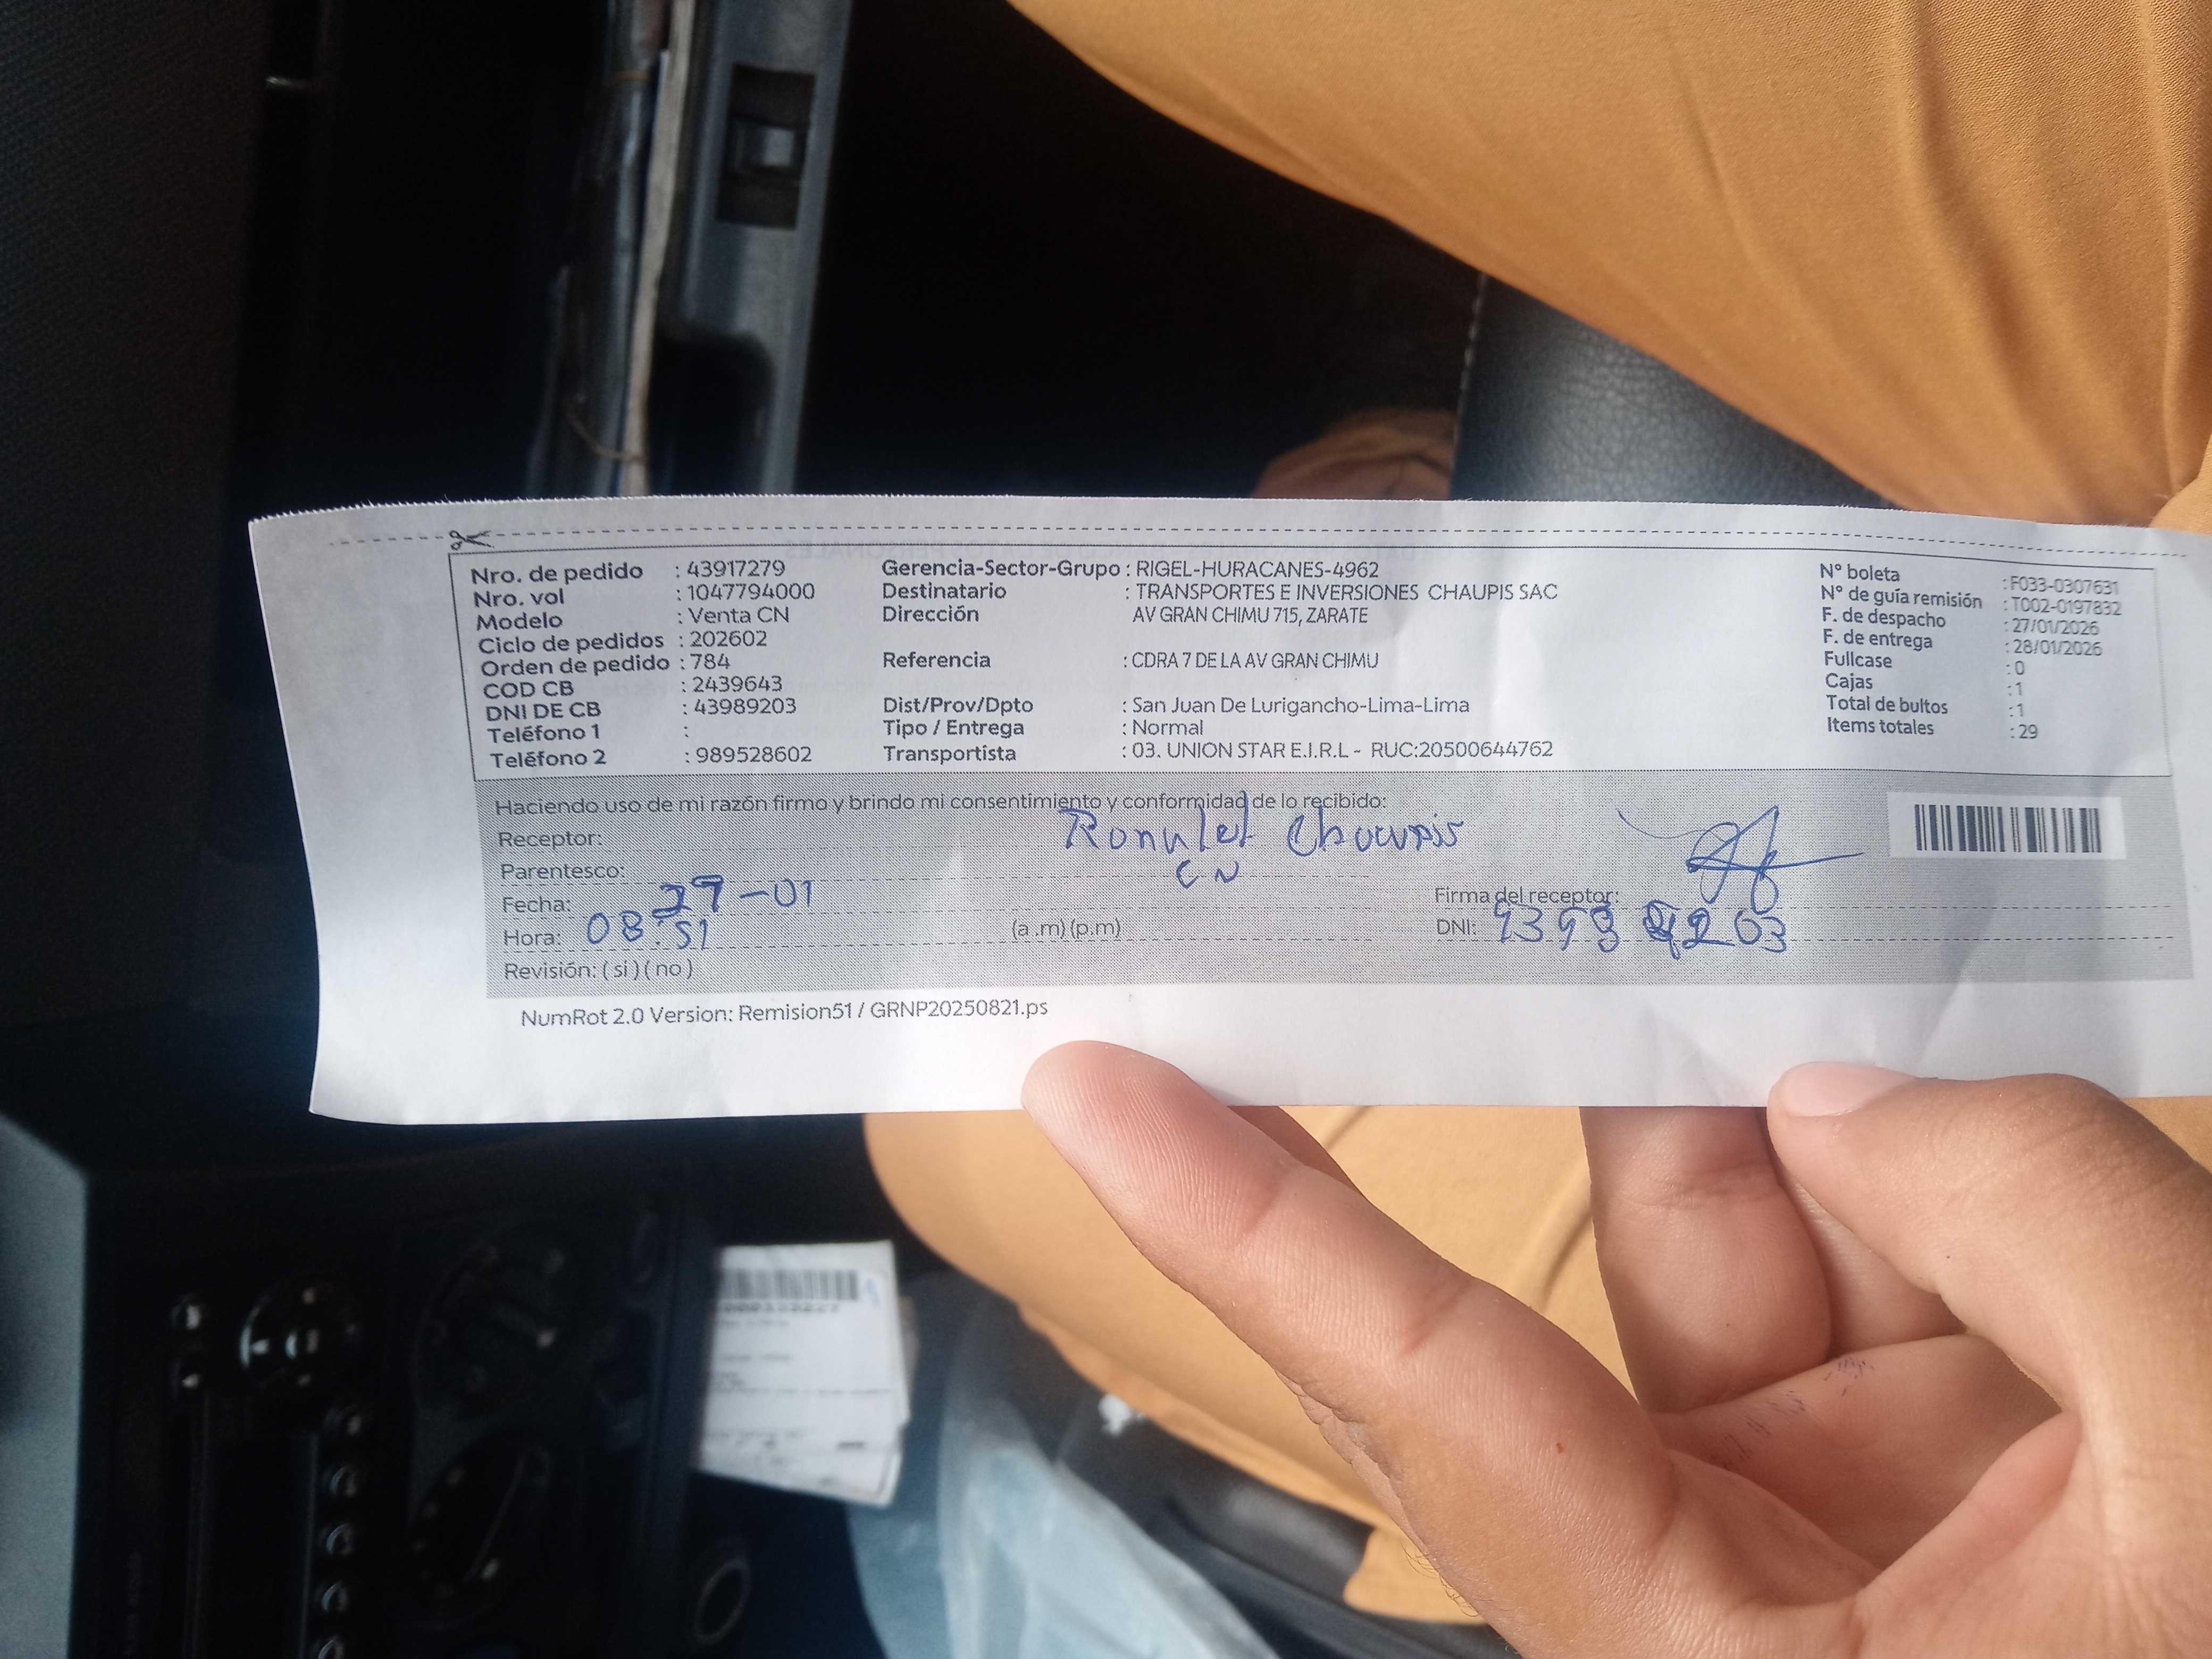 Nro. de pedido : 43917279 Gerencia-Sector-Grupo : RIGEL-HURACANES-4962 N° boleta : F033-0307631
Nro. vol : 1047794000 Destinatario : TRANSPORTES E INVERSIONES CHAUPIS SAC N° de guía remisión : T002-0197832
Modelo : Venta CN Dirección AV GRAN CHIMU 715, ZARATE F. de despacho : 27/01/2026
Ciclo de pedidos : 202602 F. de entrega : 28/01/2026
Orden de pedido : 784 Referencia : CDRA 7 DE LA AV GRAN CHIMU Fullcase : 0
COD CB : 2439643 Cajas : 1
DNI DE CB : 43989203 Dist/Prov/Dpto : San Juan De Lurigancho-Lima-Lima Total de bultos : 1
Teléfono 1 : Tipo / Entrega : Normal Items totales : 29
Teléfono 2 : 989528602 Transportista : 03. UNION STAR E.I.R.L - RUC:20500644762
Haciendo uso de mi razón firmo y brindo mi consentimiento y conformidad de lo recibido:
Receptor: Chaupis
Parentesco: CN
Fecha: 27-01 Firma del receptor:
Hora: 08:51 (a .m) (p.m) DNI:
Revisión: ( si ) ( no )
NumRot 2.0 Version: Remision51 / GRNP20250821.ps